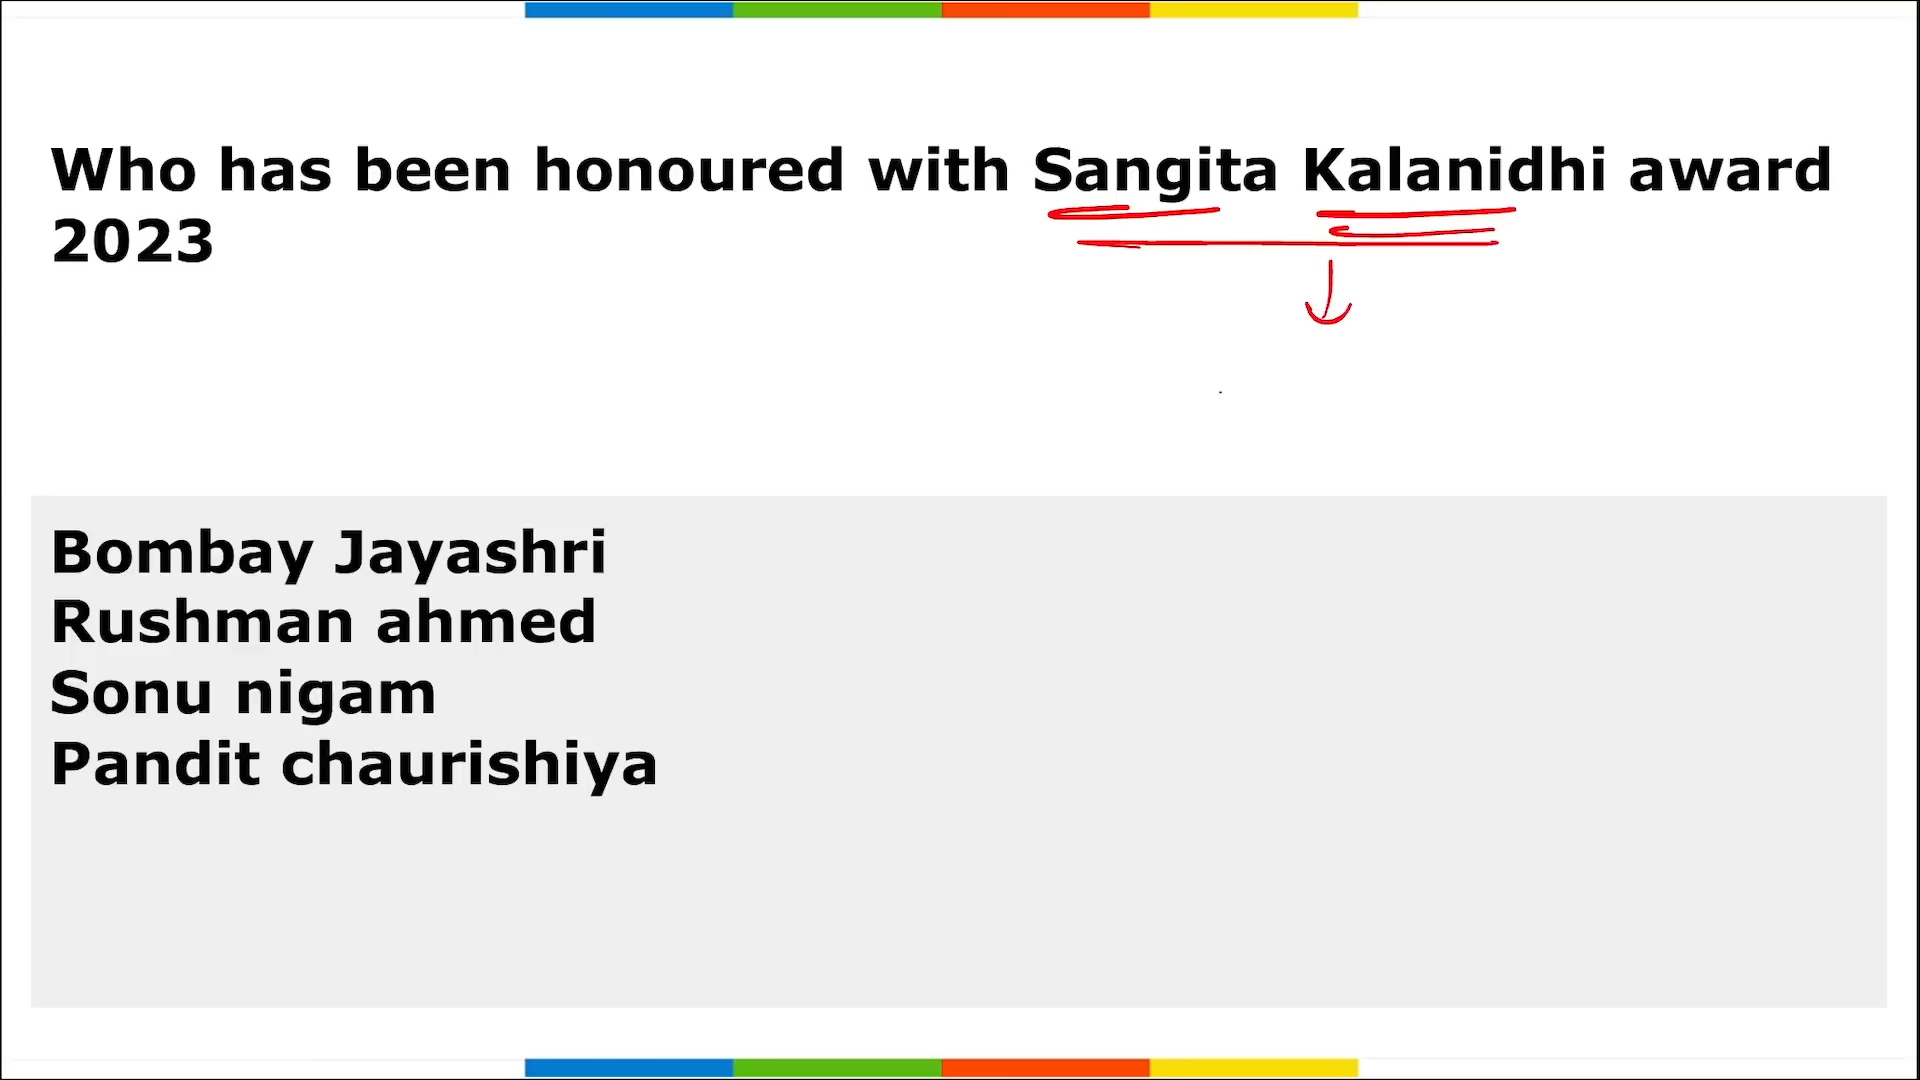 Who has been honoured with Sangita Kalanidhi award
2023
Bombay Jayashri
Rushman ahmed
Sonu nigam
Pandit chaurishiya